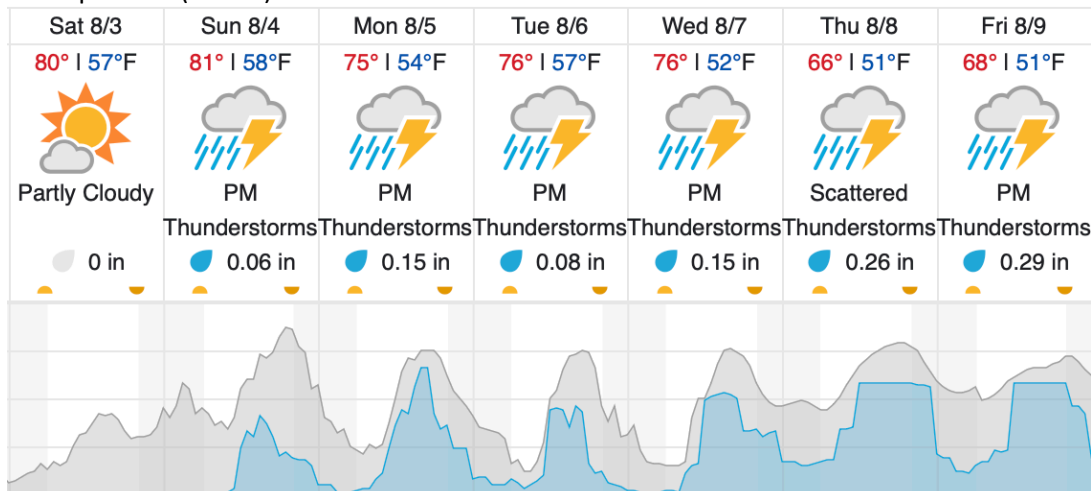 Sat 8/3 Sun 8/4 Mon 8/5 Tue 8/6 Wed 8/7 Thu 8/8 Fri 8/9
80° | 57°F 81° | 58°F 75° | 54°F 76° | 57°F 76° | 52°F 66° | 51°F 68° | 51°F
Partly Cloudy PM PM PM PM Scattered PM
Thunderstorms Thunderstorms Thunderstorms Thunderstorms Thunderstorms Thunderstorms
0 in 0.06 in 0.15 in 0.08 in 0.15 in 0.26 in 0.29 in